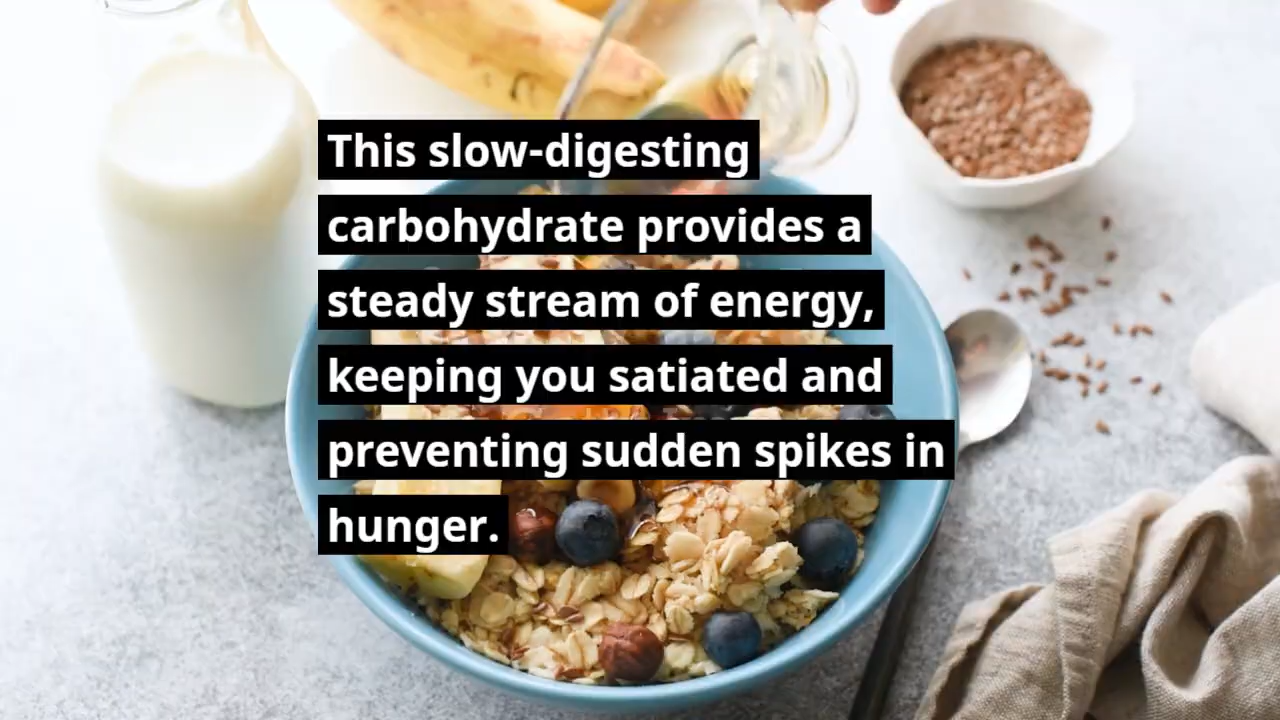 This slow-digesting
carbohydrate provides a
steady stream of energy,
keeping you satiated and
preventing sudden spikes in
hunger.